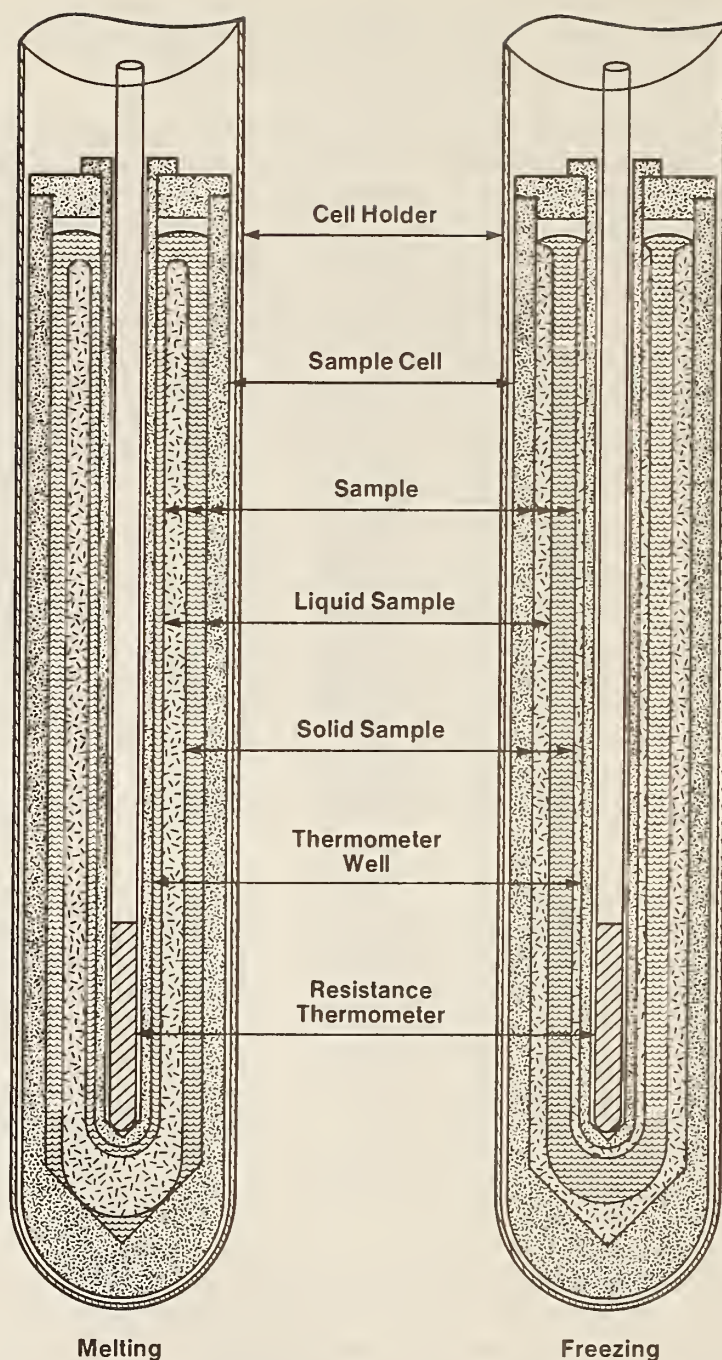 Cell Holder
Sample Cell
Sample
Liquid Sample
Solid Sample
Thermometer
Well
Resistance
Thermometer
Melting
Freezing